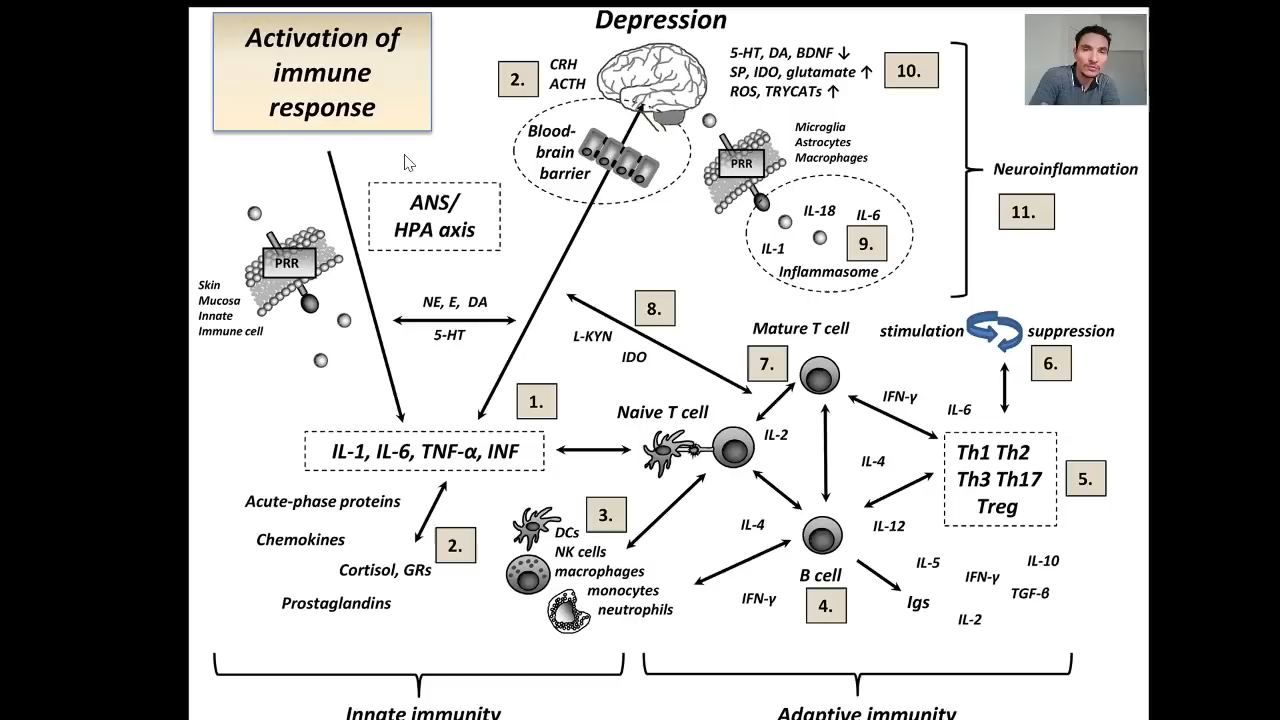 Depression
Activation of
immune
response
2.
CRH
ACTH
5-HT, DA, BDNF ↓
SP, IDO, glutamate ↑
ROS, TRYCATs ↑
10.
Blood-
brain
barrier
PRR
Microglia
Astrocytes
Macrophages
Neuroinflammation
11.
ANS/
HPA axis
IL-18
IL-6
IL-1
9.
Inflammasome
PRR
Skin
Mucosa
Innate
Immune cell
NE, E, DA
5-HT
8.
L-KYN
IDO
Mature T cell
7.
stimulation
suppression
6.
1.
Naive T cell
IL-2
IFN-γ
IL-6
IL-1, IL-6, TNF-α, INF
IL-4
Th1 Th2
Th3 Th17
Treg
5.
Acute-phase proteins
Chemokines
2.
Cortisol, GRs
Prostaglandins
3.
DCs
NK cells
macrophages
monocytes
neutrophils
IL-4
IL-12
IFN-γ
B cell
4.
Igs
IL-5
IFN-γ
IL-10
TGF-β
IL-2
Innate immunity
Adaptive immunity